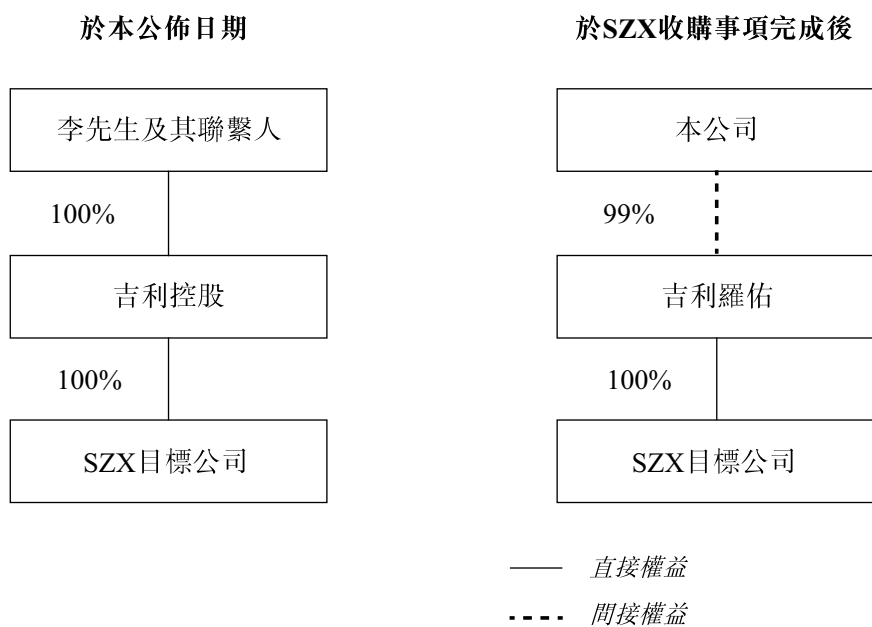 於本公佈日期
李先生及其聯繫人
100%
吉利控股
100%
SZX目標公司
於SZX收購事項完成後
本公司
99%
吉利羅佑
100%
SZX目標公司
直接權益
間接權益